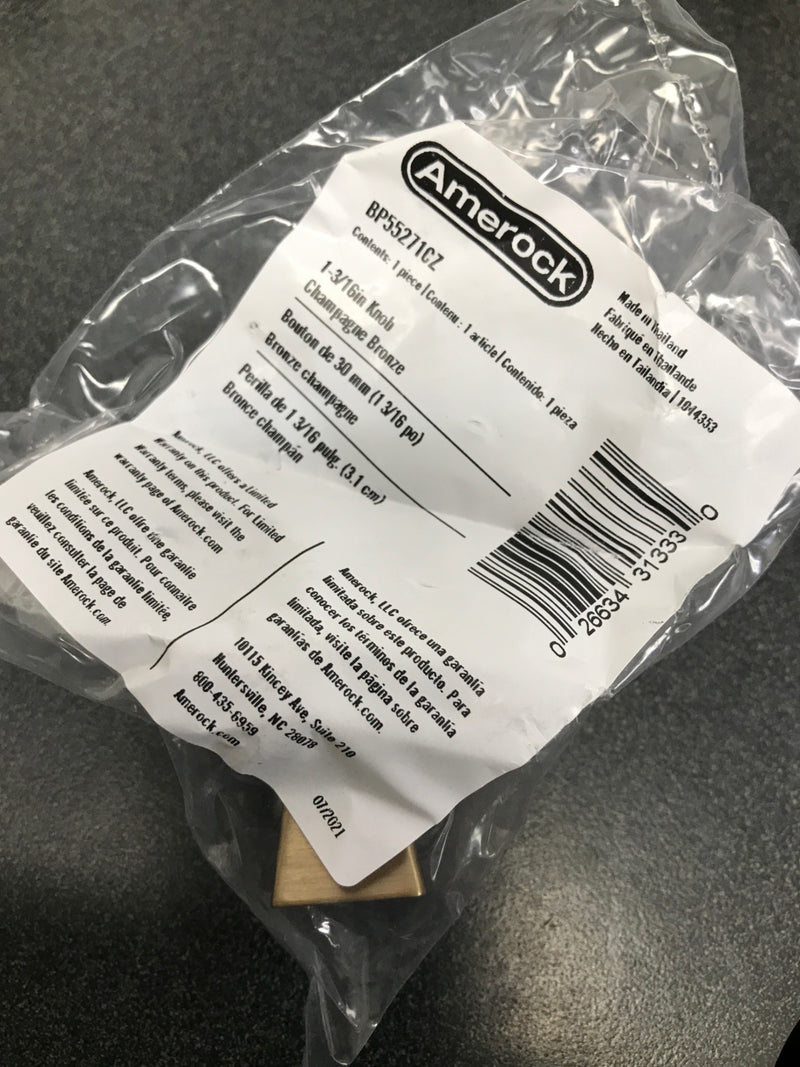 Amerock
BP55271CZ
Contents: 1 piece | Contenu : 1 article | Contenido: 1 pieza
Made in Thailand
Fabriqué en Thaïlande
Hecho en Tailandia | 1044353
1-3/16in Knob
Champagne Bronze
Bouton de 30 mm (1 3/16 po)
Bronze champagne
Perilla de 1 3/16 pulg. (3.1 cm)
Bronce champán
0 26634 31333 0
Amerock, LLC offers a Limited
Warranty on this product. For Limited
Warranty terms, please visit the
warranty page of Amerock.com
Amerock, LLC offre une garantie
limitée sur ce produit. Pour connaître
les conditions de la garantie limitée,
veuillez consulter la page de
garantie du site Amerock.com.
Amerock, LLC ofrece una garantía
limitada sobre este producto. Para
conocer los términos de la garantía
limitada, visite la página sobre
garantías de Amerock.com.
10115 Kincey Ave, Suite 210
Huntersville, NC 28078
800-435-6959
Amerock.com
07/2021